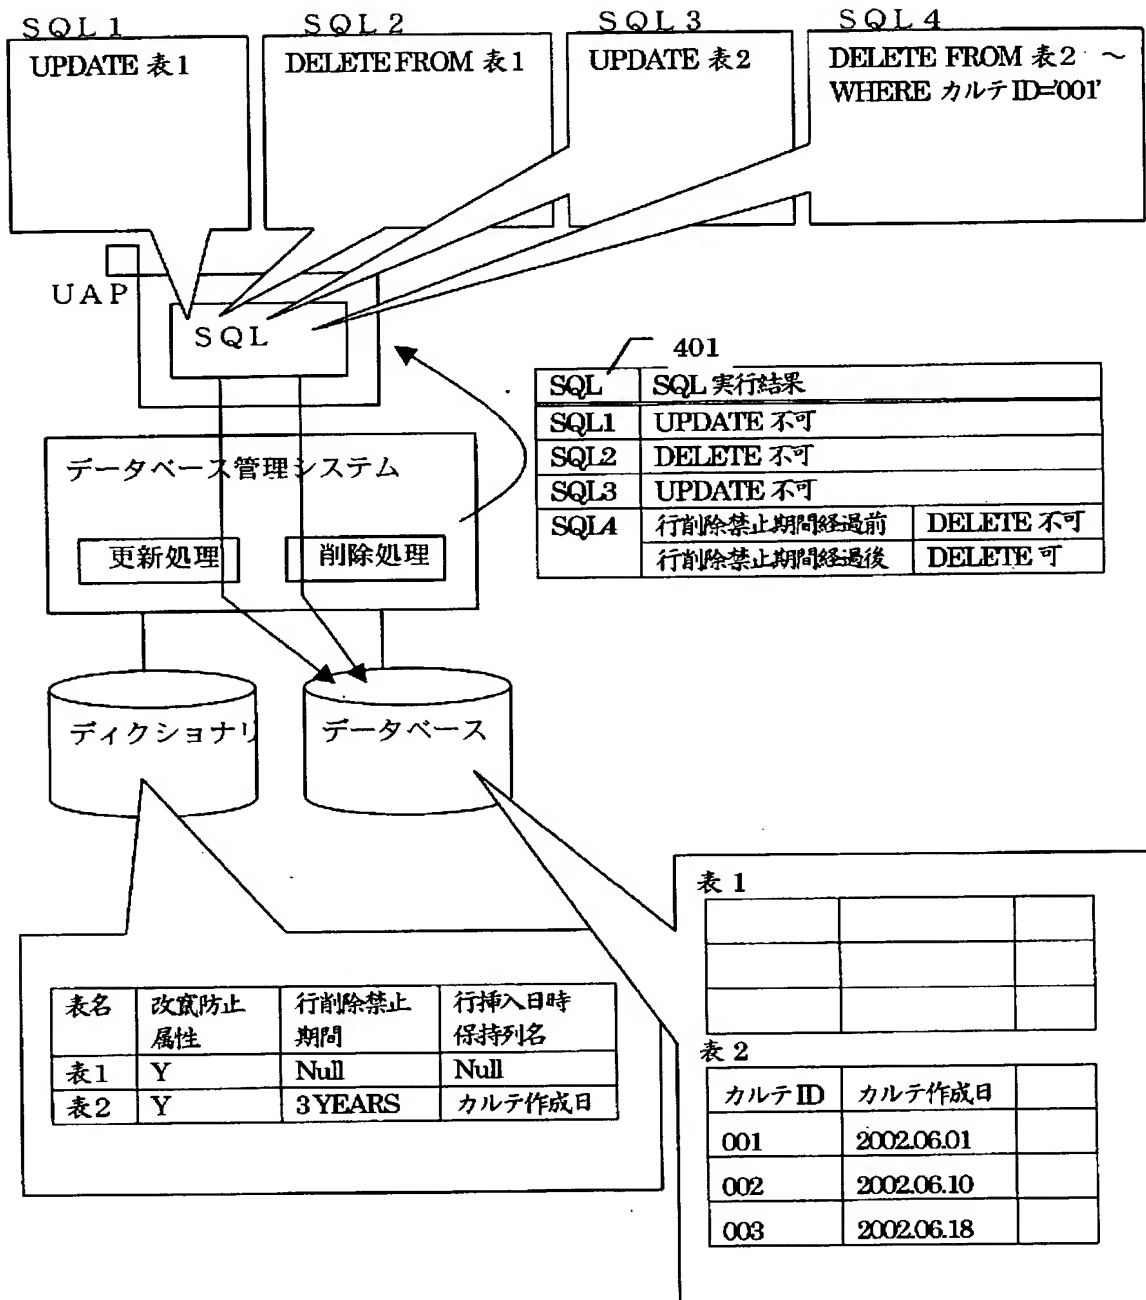 SQL1
UPDATE 表1
SQL2
DELETE FROM 表1
SQL3
UPDATE 表2
SQL4
DELETE FROM 表2 ～
WHERE カルテID='001'
UAP
SQL
401
SQL SQL実行結果
SQL1 UPDATE 不可
SQL2 DELETE 不可
SQL3 UPDATE 不可
SQL4 行削除禁止期間経過前 DELETE 不可
行削除禁止期間経過後 DELETE 可
データベース管理システム
更新処理 削除処理
ディクショナリ データベース
表名 改竄防止 行削除禁止 行挿入日時
属性 期間 保持列名
表1 Y Null Null
表2 Y 3 YEARS カルテ作成日
表1
表2
カルテID カルテ作成日
001 2002.06.01
002 2002.06.10
003 2002.06.18